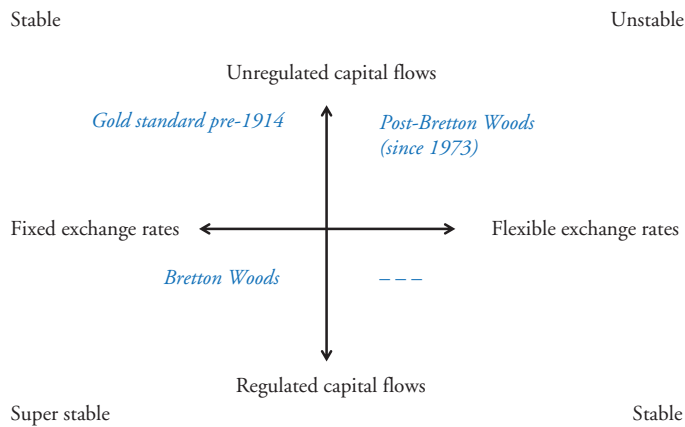 Stable
Unstable
Unregulated capital flows
Gold standard pre-1914
Post-Bretton Woods
(since 1973)
Fixed exchange rates
Flexible exchange rates
Bretton Woods
– – –
Regulated capital flows
Super stable
Stable